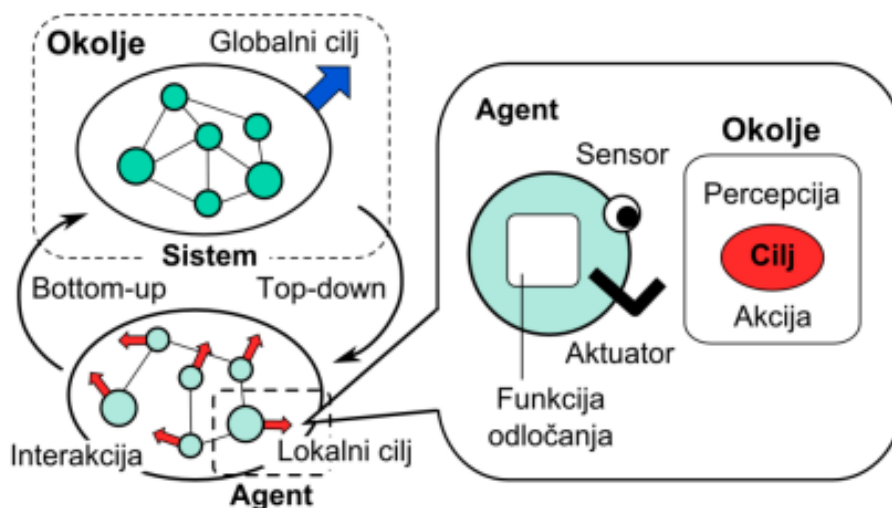 Okolje
Globalni cilj
Sistem
Bottom-up
Top-down
Interakcija
Lokalni cilj
Agent
Agent
Sensor
Aktuator
Funkcija
odločanja
Okolje
Percepcija
Cilj
Akcija